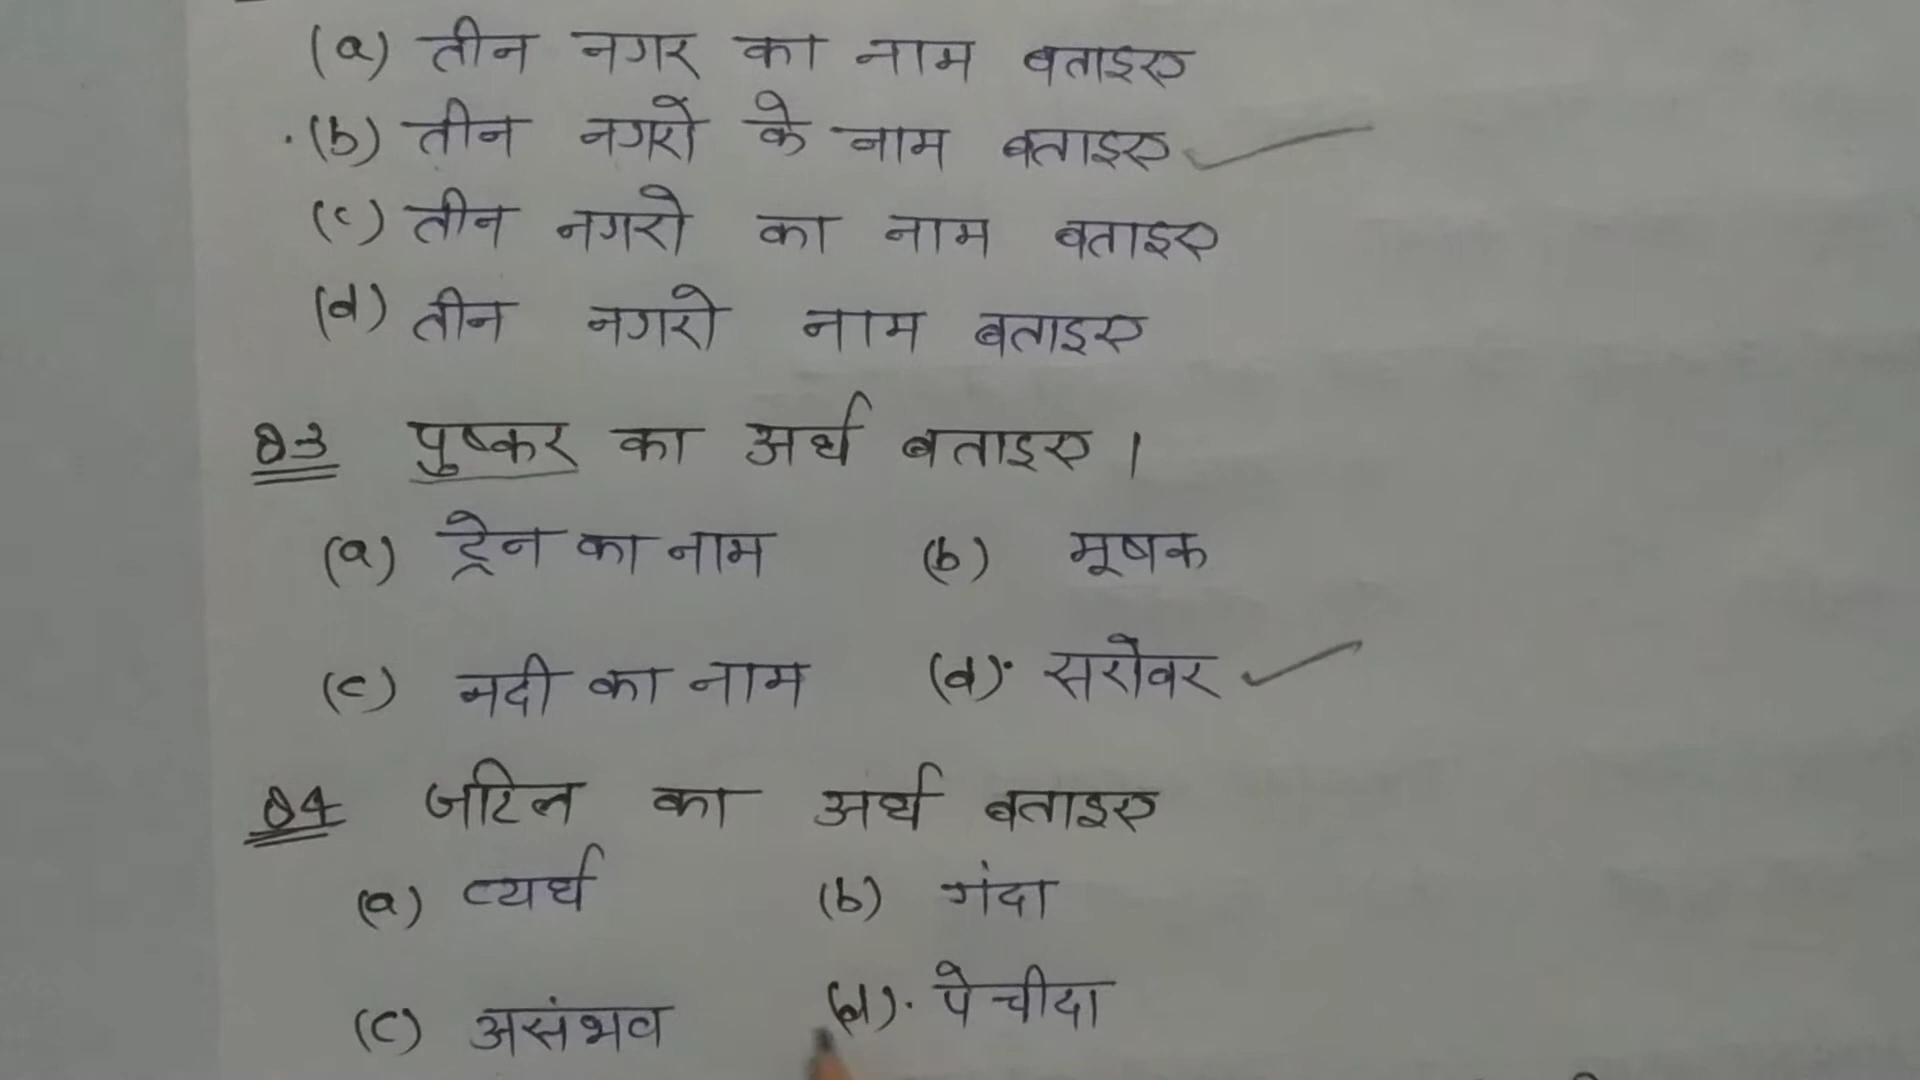 (a) तीन नगर का नाम बताइए
(b) तीन नगरों के नाम बताइए
(c) तीन नगरो का नाम बताइए
(d) तीन नगरो नाम बताइए
Q3 पुष्कर का अर्थ बताइए।
(a) ट्रेन का नाम (b) मूषक
(c) नदी का नाम (d) सरोवर
Q4 जटिल का अर्थ बताइए
(a) व्यर्थ (b) गंदा
(c) असंभव (d) पेचीदा